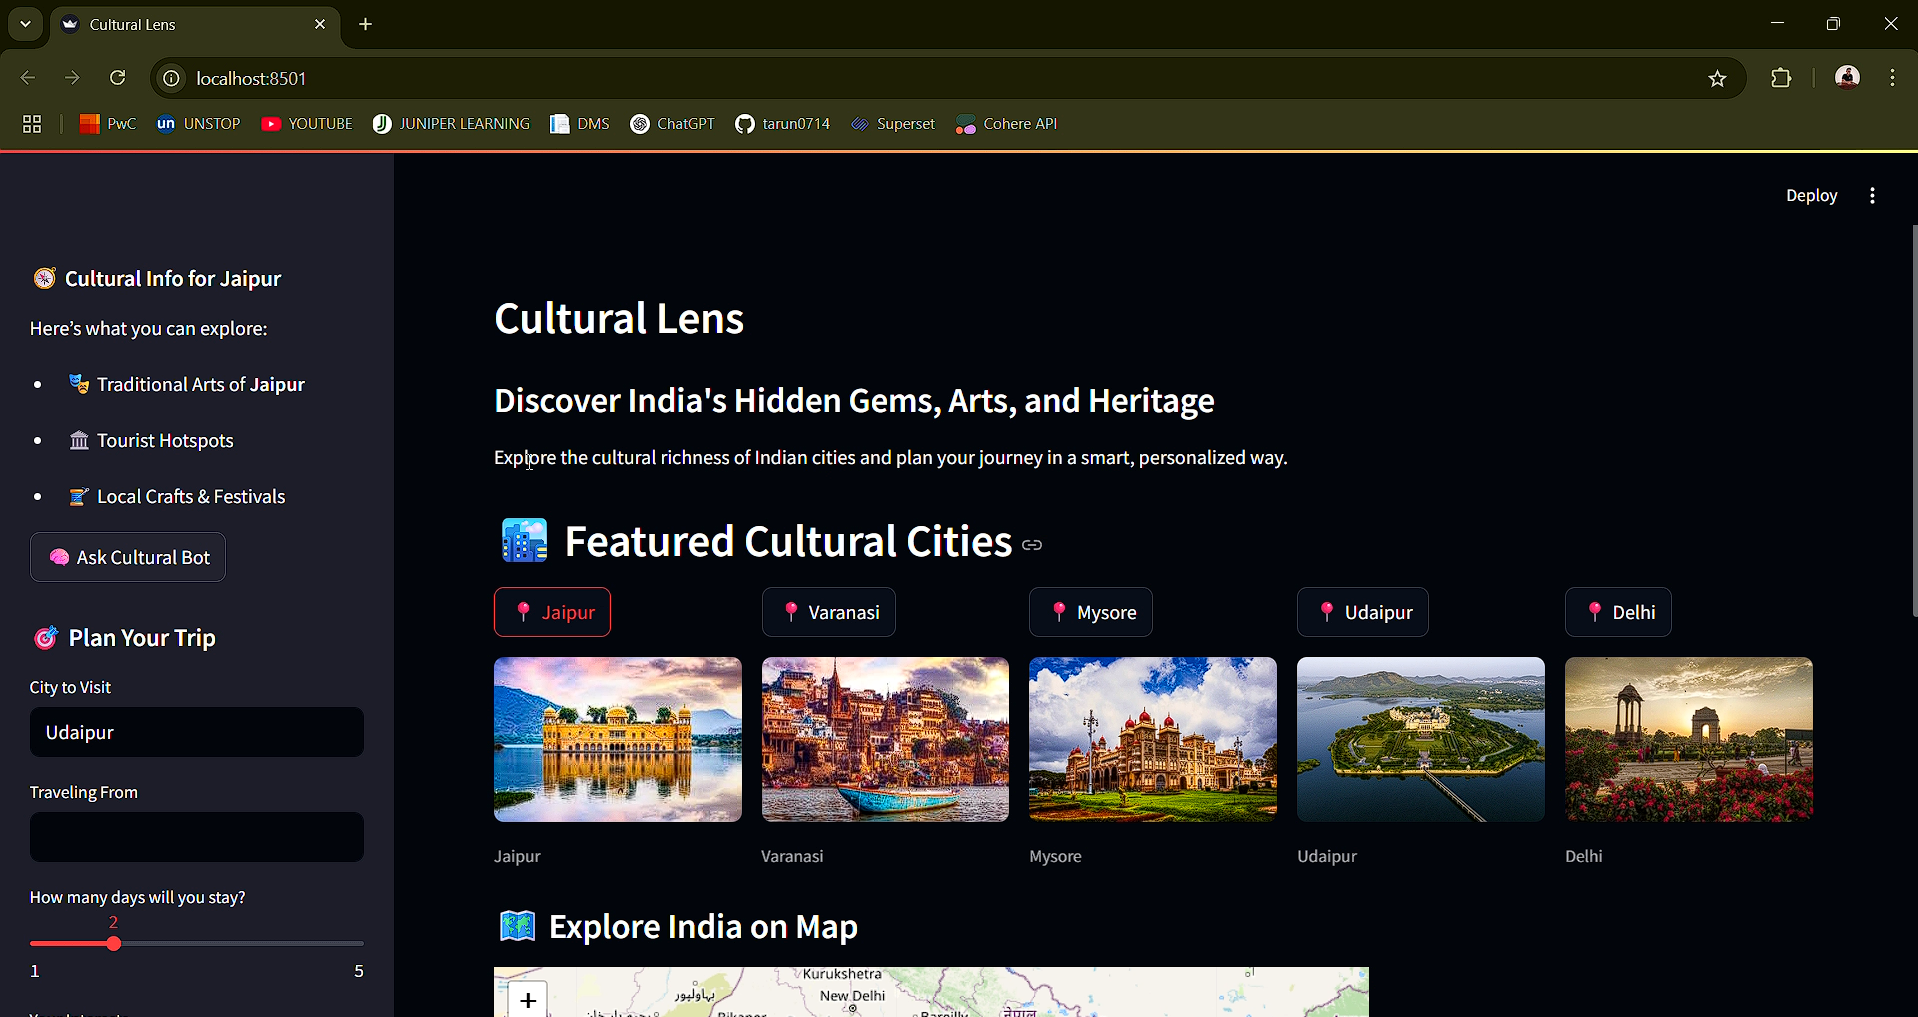 Cultural Lens
localhost:8501
PwC
UNSTOP
YOUTUBE
JUNIPER LEARNING
DMS
ChatGPT
tarun0714
Superset
Cohere API
Deploy
Cultural Info for Jaipur
Here's what you can explore:
Traditional Arts of Jaipur
Tourist Hotspots
Local Crafts & Festivals
Ask Cultural Bot
Plan Your Trip
City to Visit
Udaipur
Traveling From
How many days will you stay?
2
1
5
Cultural Lens
Discover India's Hidden Gems, Arts, and Heritage
Explore the cultural richness of Indian cities and plan your journey in a smart, personalized way.
Featured Cultural Cities
Jaipur
Varanasi
Mysore
Udaipur
Delhi
Jaipur
Varanasi
Mysore
Udaipur
Delhi
Explore India on Map
+
Kurukshetra
بہاولپور
New Delhi
नेपाल